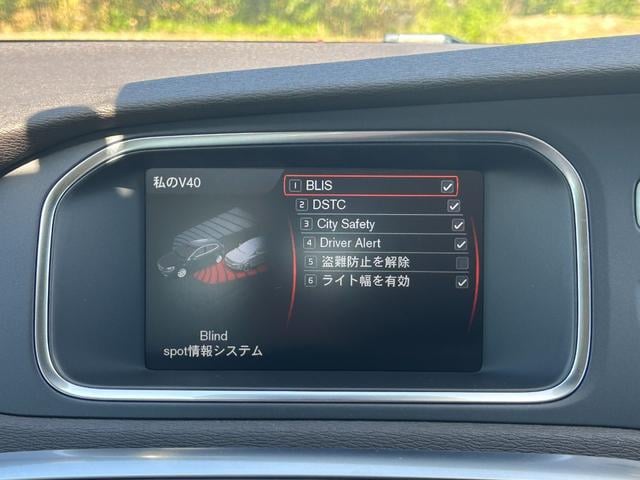 私のV40
1 BLIS
2 DSTC
3 City Safety
4 Driver Alert
5 盗難防止を解除
6 ライト幅を有効
Blind
spot情報システム